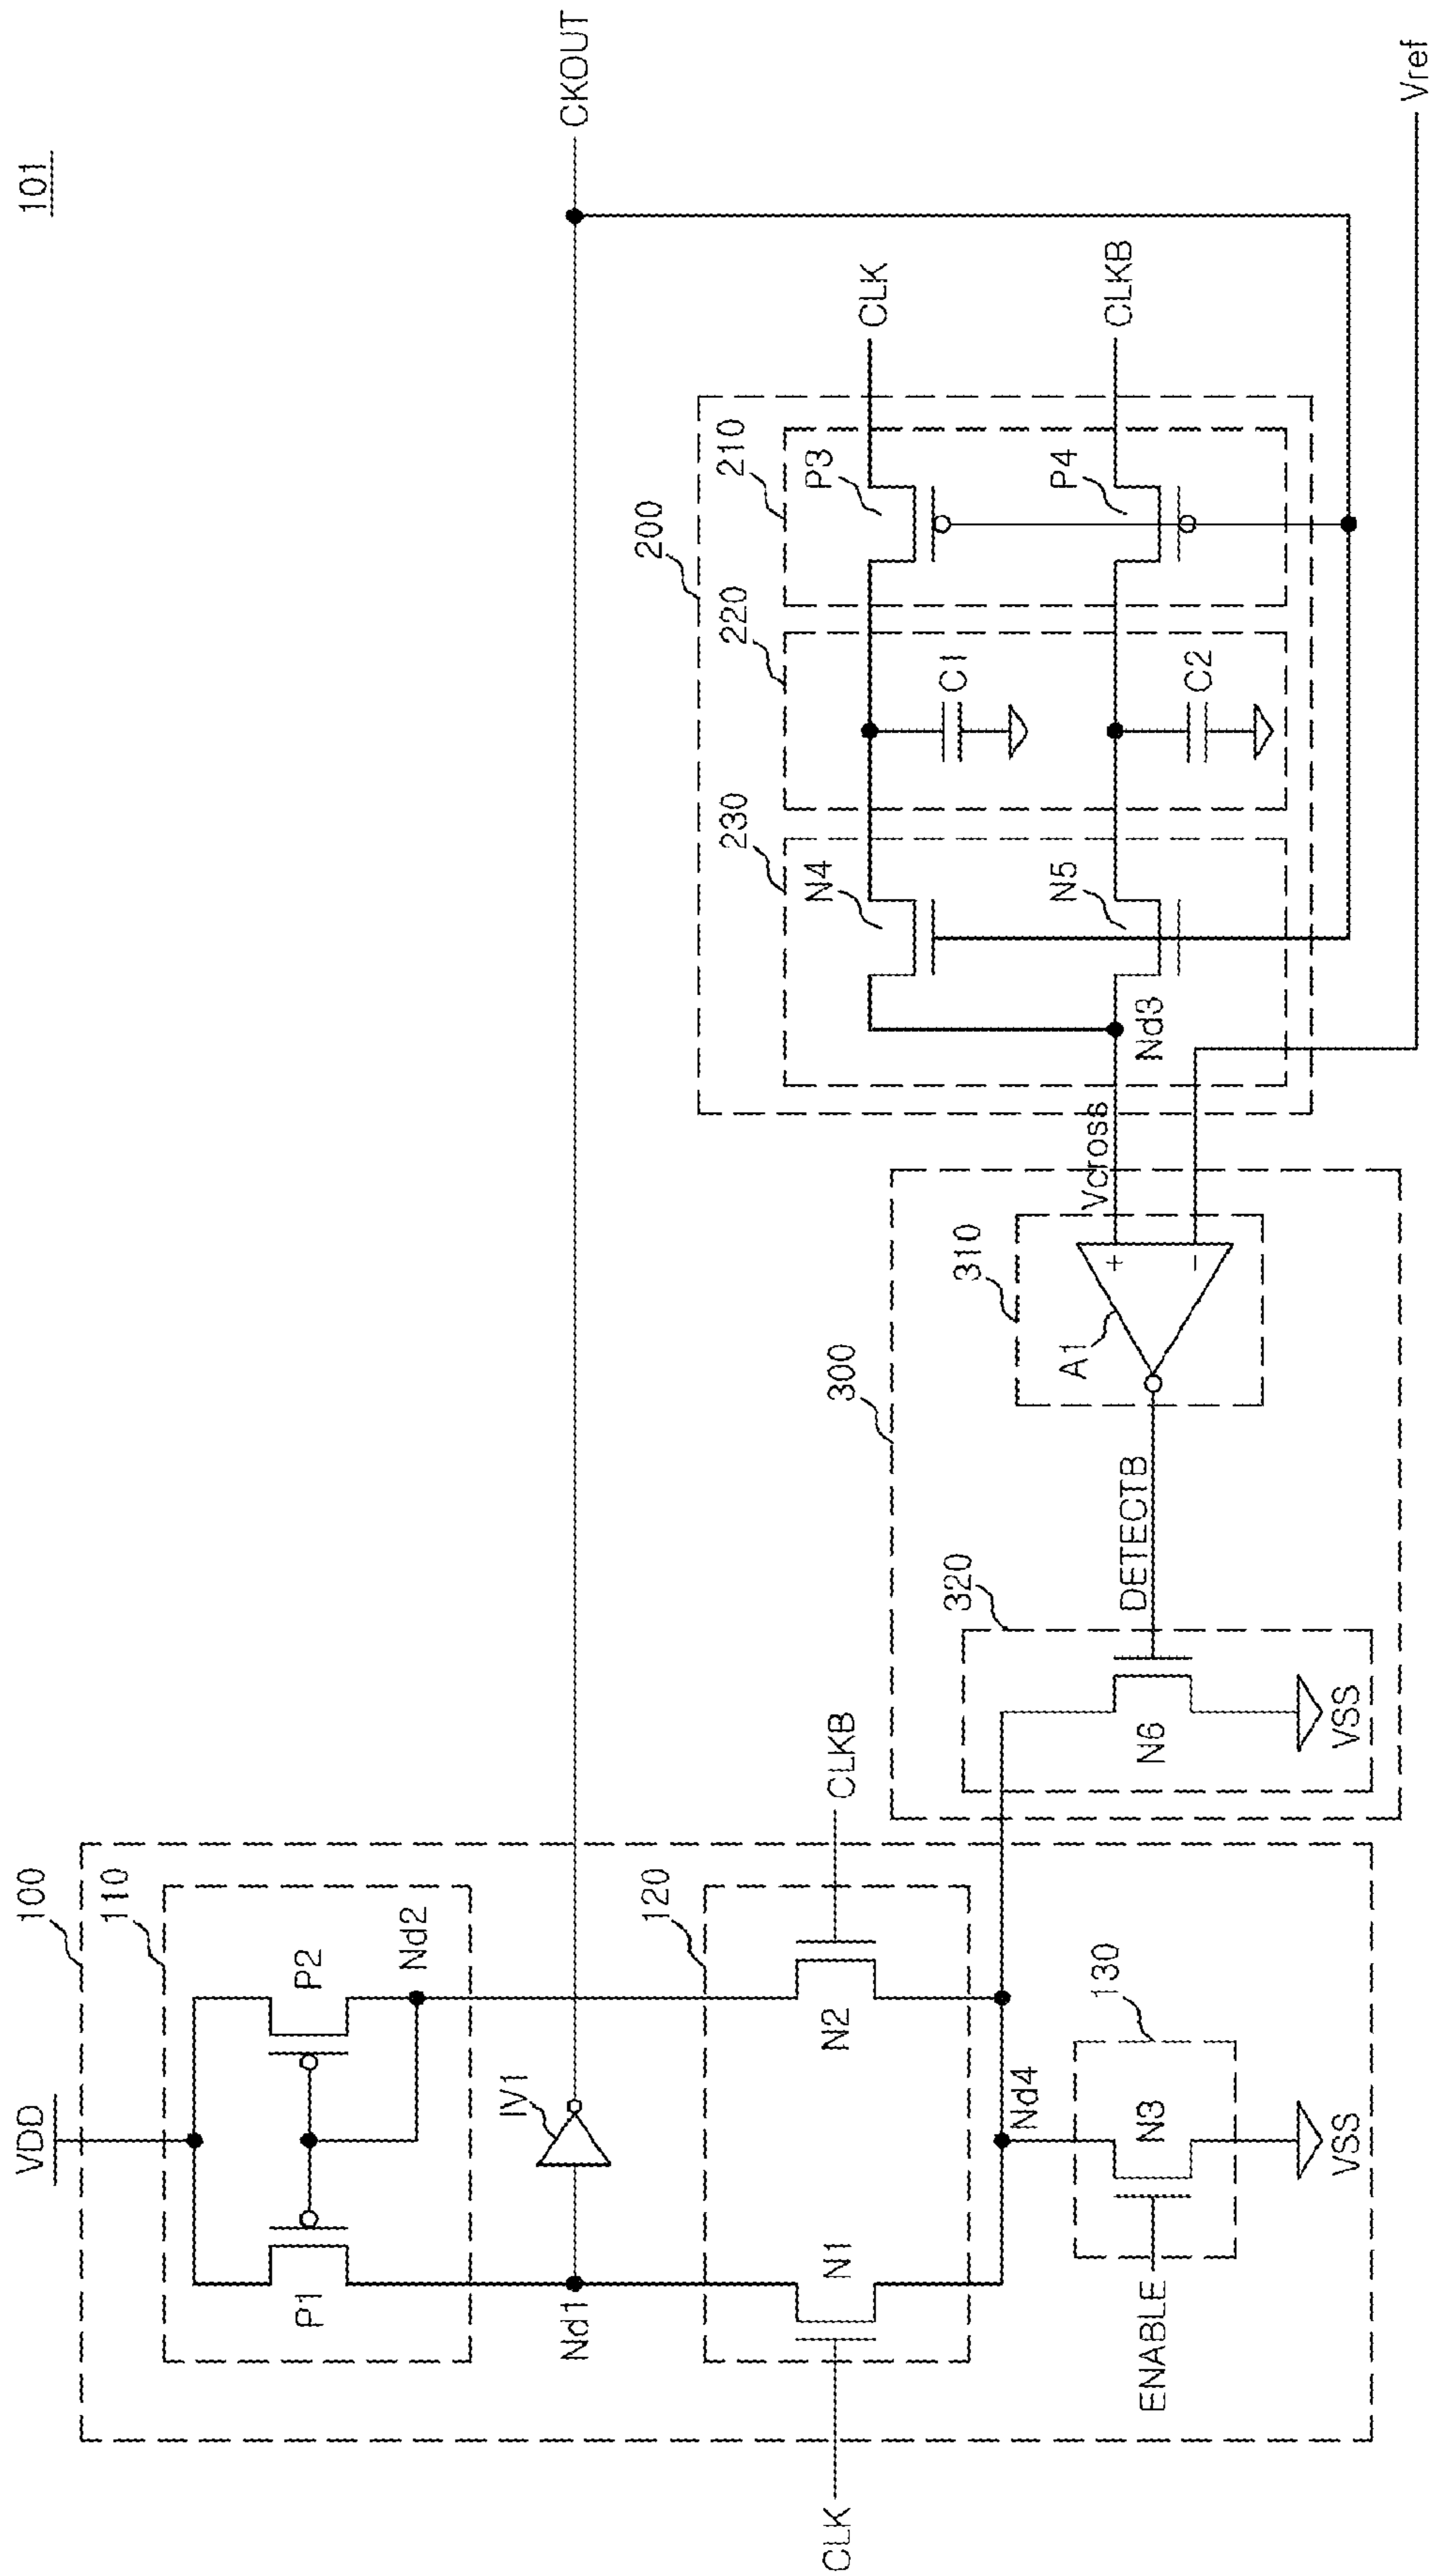 101
100
VDD
110
P1
P2
Nd2
Nd1
IV1
CKOUT
120
CLK
N1
N2
CLKB
Nd4
130
ENABLE
N3
VSS
300
320
N6
VSS
DETECTB
310
A1
+
-
Vcross
200
230
N4
N5
Nd3
220
C1
C2
210
P3
P4
CLK
CLKB
Vref